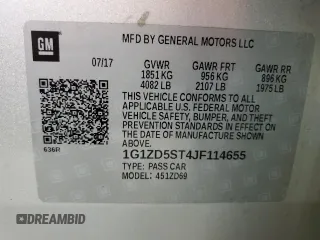 GM
MFD BY GENERAL MOTORS LLC
07/17
GVWR GAWR FRT GAWR RR
1851 KG 956 KG 896 KG
4082 LB 2107 LB 1975 LB
THIS VEHICLE CONFORMS TO ALL
APPLICABLE U.S. FEDERAL MOTOR
VEHICLE SAFETY, BUMPER, AND THEFT
PREVENTION STANDARDS IN EFFECT ON
THE DATE OF MANUFACTURE SHOWN
ABOVE.
636R
1G1ZD5ST4JF114655
TYPE: PASS CAR
MODEL: 451ZD69
DREAMBID